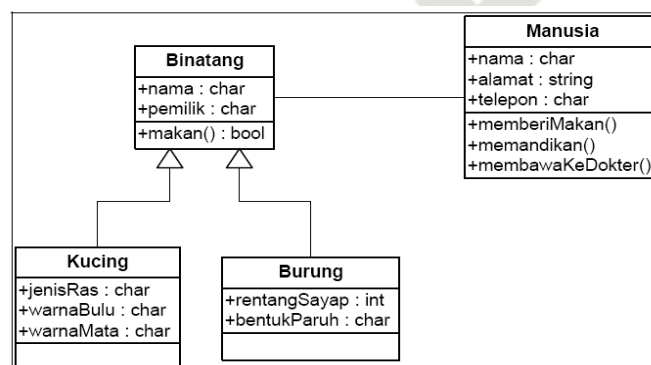 Binatang
+nama : char
+pemilik : char
+makan() : bool
Manusia
+nama : char
+alamat : string
+telepon : char
+memberiMakan()
+memandikan()
+membawaKeDokter()
Kucing
+jenisRas : char
+warnaBulu : char
+warnaMata : char
Burung
+rentangSayap : int
+bentukParuh : char